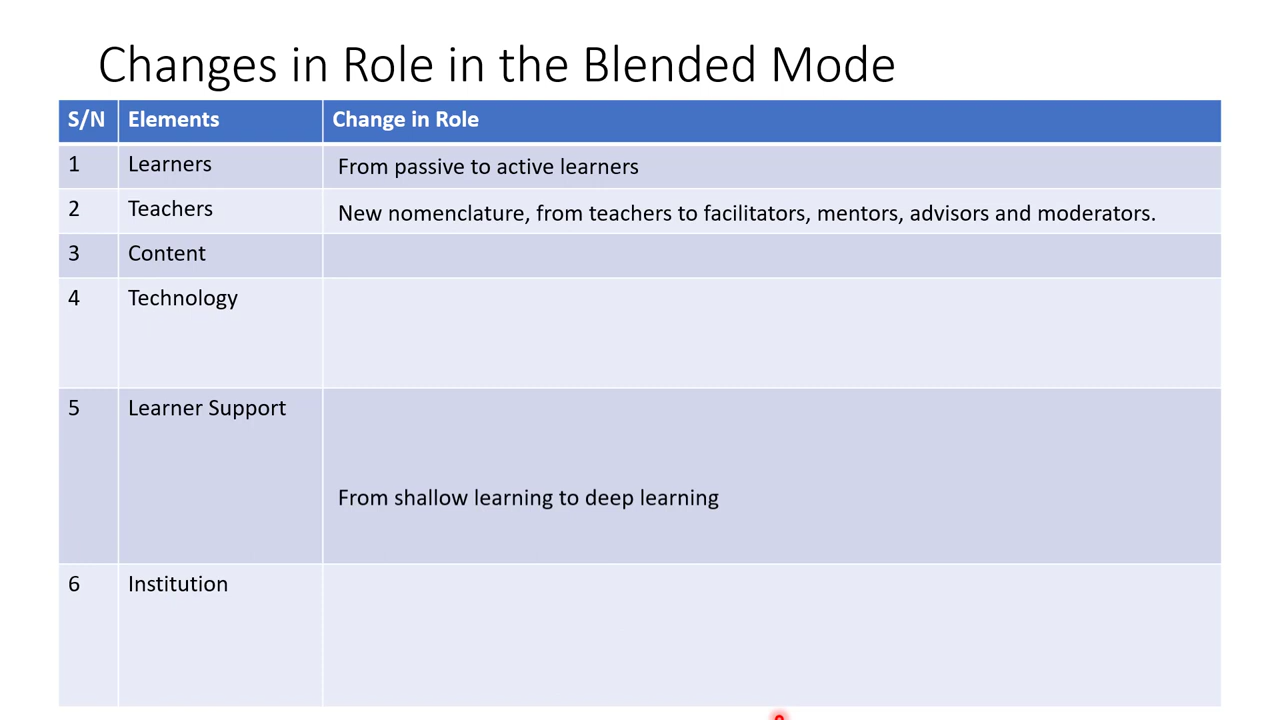 Changes in Role in the Blended Mode
S/N Elements Change in Role
1 Learners From passive to active learners
2 Teachers New nomenclature, from teachers to facilitators, mentors, advisors and moderators.
3 Content
4 Technology
5 Learner Support
From shallow learning to deep learning
6 Institution